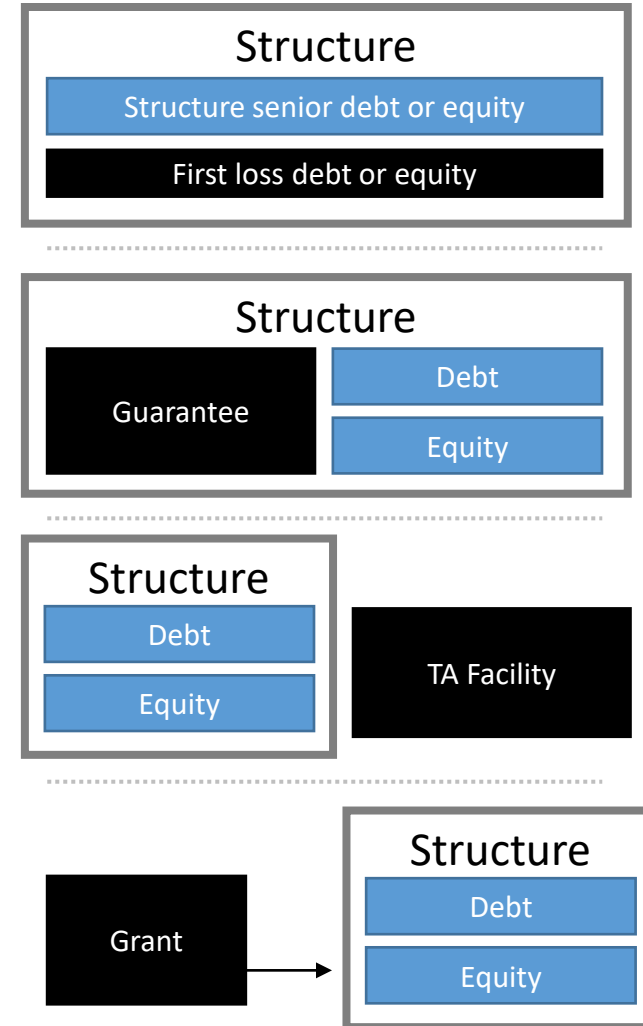 Structure
Structure senior debt or equity
First loss debt or equity
Structure
Guarantee
Debt
Equity
Structure
Debt
Equity
TA Facility
Grant
Structure
Debt
Equity